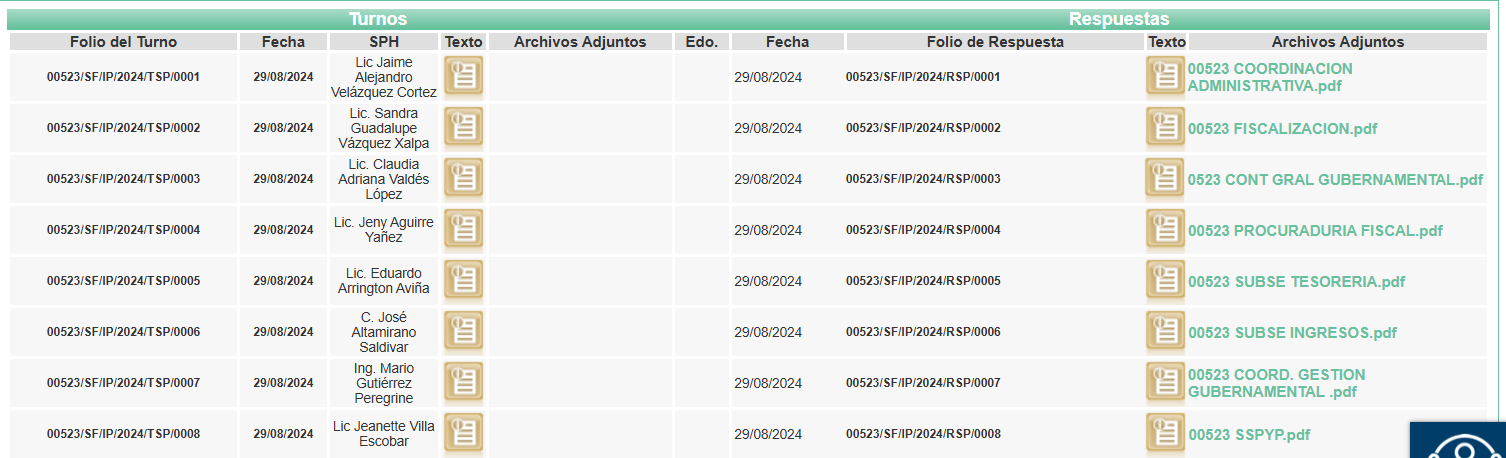 Turnos Respuestas
Folio del Turno Fecha SPH Texto Archivos Adjuntos Edo. Fecha Folio de Respuesta Texto Archivos Adjuntos
00523/SF/IP/2024/TSP/0001 29/08/2024 Lic Jaime Alejandro Velázquez Cortez 29/08/2024 00523/SF/IP/2024/RSP/0001 00523 COORDINACION ADMINISTRATIVA.pdf
00523/SF/IP/2024/TSP/0002 29/08/2024 Lic. Sandra Guadalupe Vázquez Xalpa 29/08/2024 00523/SF/IP/2024/RSP/0002 00523 FISCALIZACION.pdf
00523/SF/IP/2024/TSP/0003 29/08/2024 Lic. Claudia Adriana Valdés López 29/08/2024 00523/SF/IP/2024/RSP/0003 0523 CONT GRAL GUBERNAMENTAL.pdf
00523/SF/IP/2024/TSP/0004 29/08/2024 Lic. Jeny Aguirre Yañez 29/08/2024 00523/SF/IP/2024/RSP/0004 00523 PROCURADURIA FISCAL.pdf
00523/SF/IP/2024/TSP/0005 29/08/2024 Lic. Eduardo Arrington Aviña 29/08/2024 00523/SF/IP/2024/RSP/0005 00523 SUBSE TESORERIA.pdf
00523/SF/IP/2024/TSP/0006 29/08/2024 C. José Altamirano Saldivar 29/08/2024 00523/SF/IP/2024/RSP/0006 00523 SUBSE INGRESOS.pdf
00523/SF/IP/2024/TSP/0007 29/08/2024 Ing. Mario Gutiérrez Peregrine 29/08/2024 00523/SF/IP/2024/RSP/0007 00523 COORD. GESTION GUBERNAMENTAL .pdf
00523/SF/IP/2024/TSP/0008 29/08/2024 Lic Jeanette Villa Escobar 29/08/2024 00523/SF/IP/2024/RSP/0008 00523 SSPYP.pdf